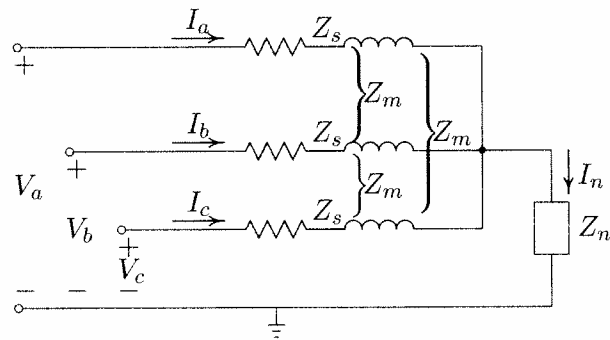 I_a
Z_s
+
Z_m
I_b
Z_s
Z_m
+
I_n
V_a
Z_m
I_c
Z_s
Z_n
V_b
+
V_c
− − −